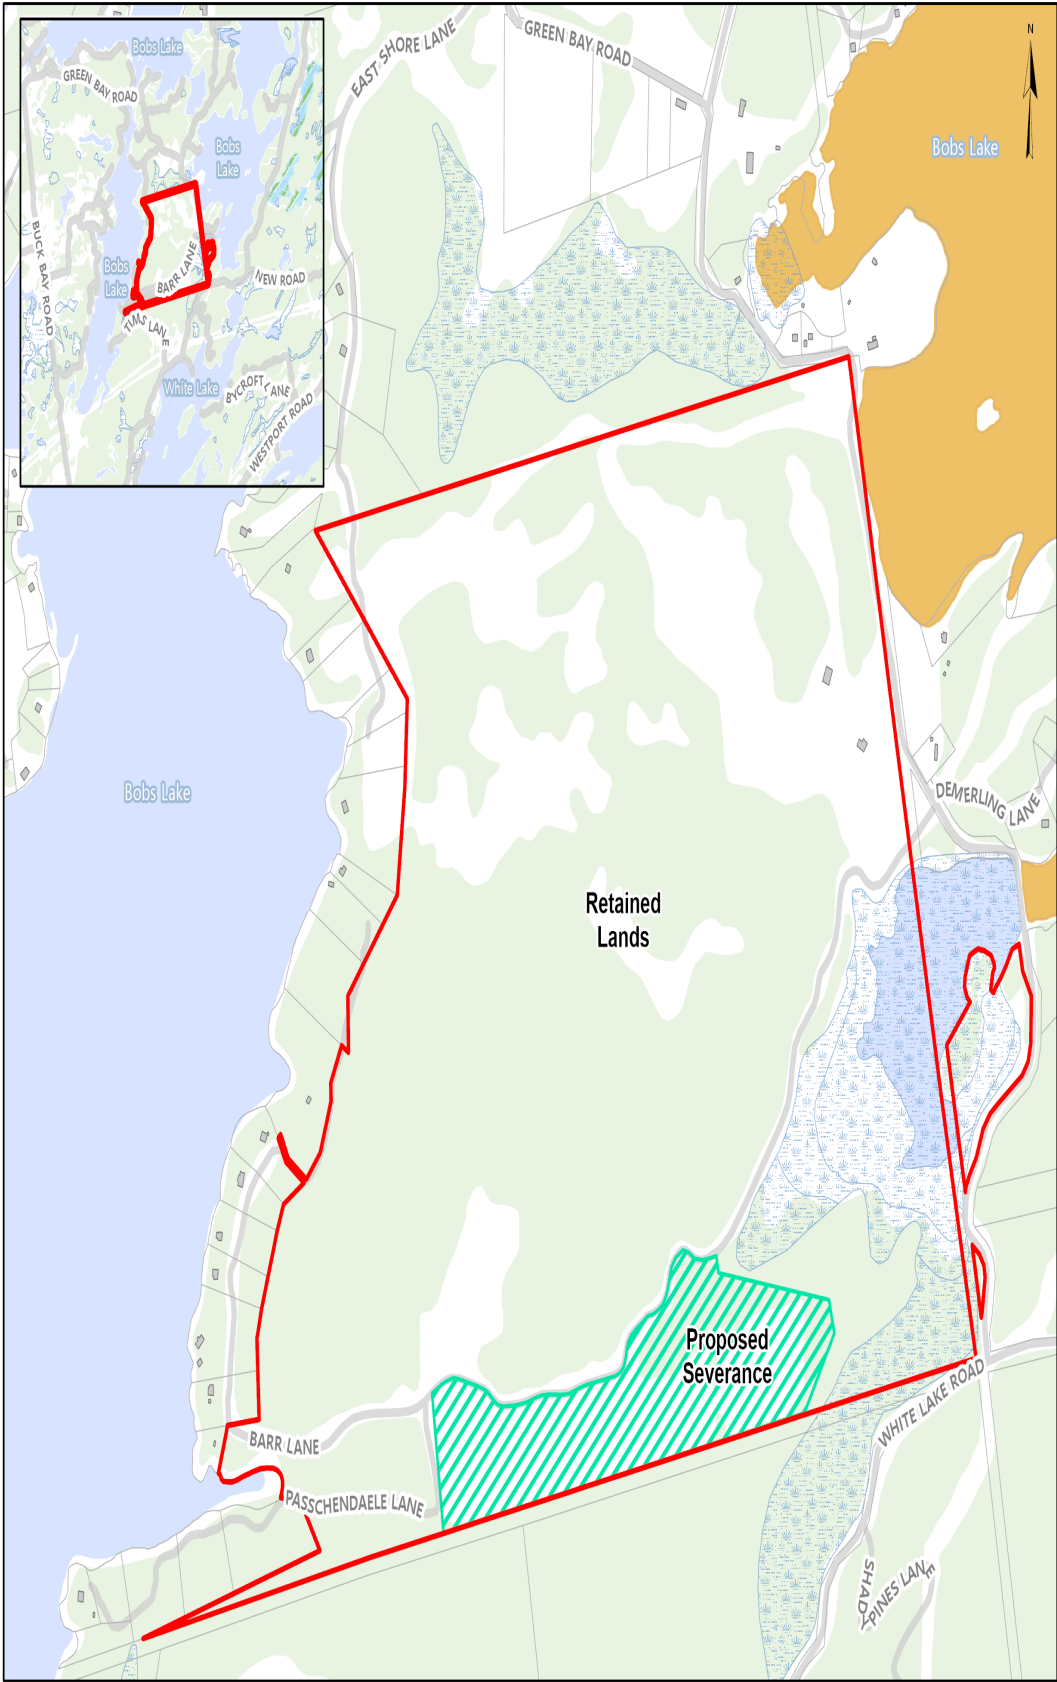 Bobs Lake
GREEN BAY ROAD
Bobs
Lake
BUCK BAY ROAD
Bobs
Lake
BARR LANE
NEW ROAD
TIMS LANE
White Lake
BYCROFT LANE
WESTPORT ROAD
EAST SHORE LANE
GREEN BAY ROAD
N
Bobs Lake
Bobs Lake
DEMERLING LANE
Retained
Lands
Proposed
Severance
WHITE LAKE ROAD
BARR LANE
PASSCHENDAELE LANE
SHADY PINES LANE